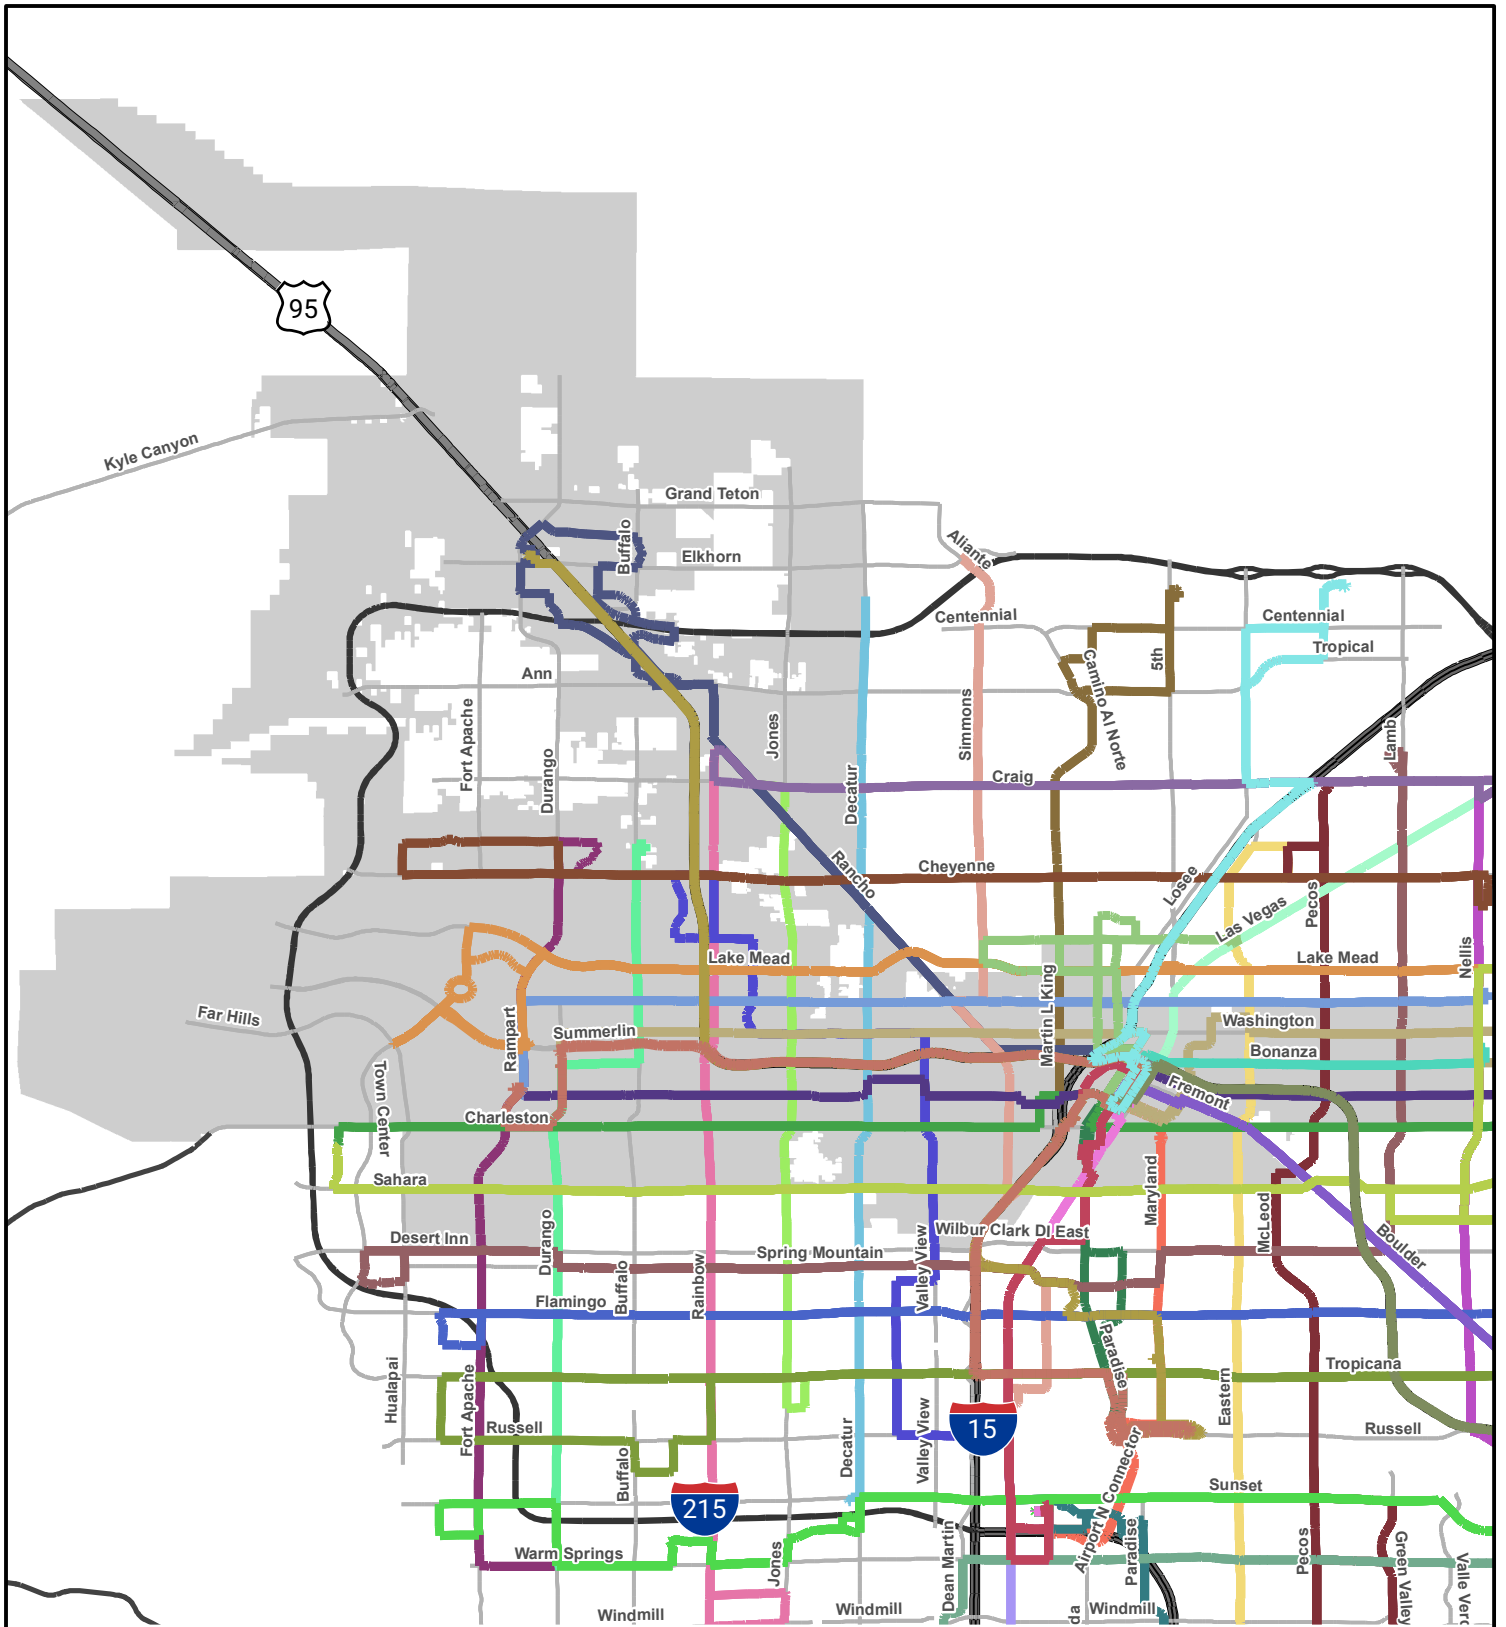 95
Kyle Canyon
Grand Teton
Buffalo
Elkhorn
Aliante
Centennial
Centennial
Tropical
5th
Camino Al Norte
Ann
Fort Apache
Durango
Jones
Decatur
Simmons
Lamb
Craig
Rancho
Cheyenne
Losee
Pecos
Las Vegas
Nellis
Lake Mead
Lake Mead
Martin L King
Far Hills
Rampart
Summerlin
Washington
Bonanza
Town Center
Charleston
Fremont
Sahara
Maryland
McLeod
Desert Inn
Durango
Buffalo
Rainbow
Spring Mountain
Valley View
Wilbur Clark DI East
Boulder
Flamingo
Paradise
Tropicana
Hualapai
Fort Apache
Russell
Buffalo
Decatur
Valley View
15
Eastern
Russell
Airport N Connector
215
Sunset
Warm Springs
Jones
Dean Martin
Paradise
Pecos
Green Valley
Valle Verd
Windmill
Windmill
da
Windmill